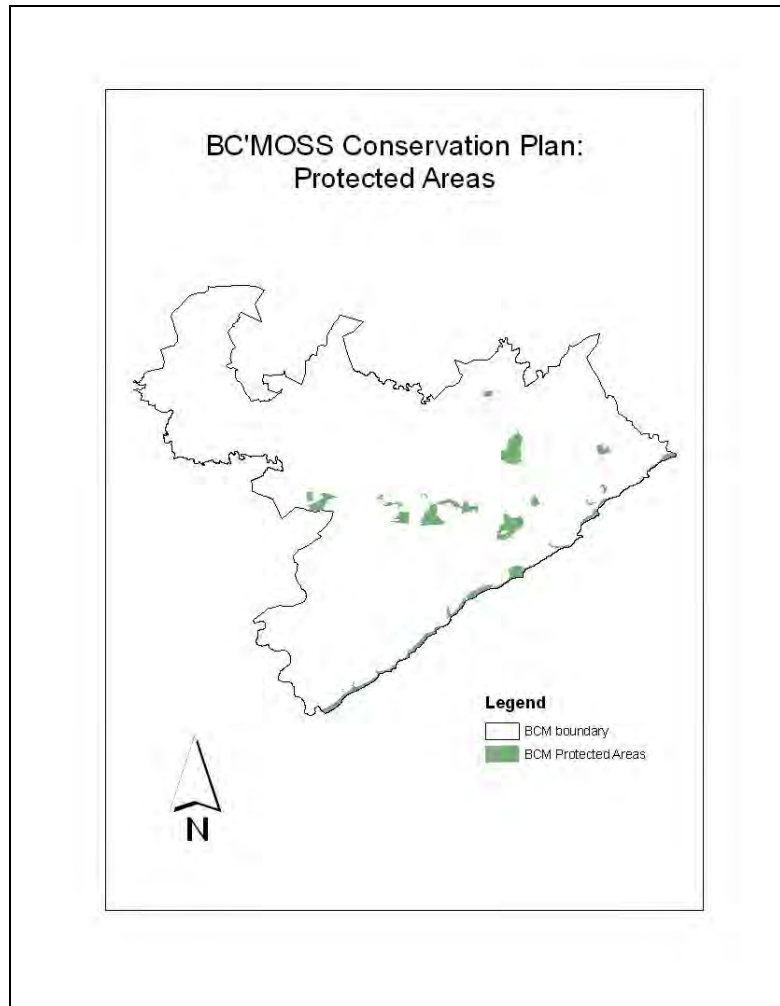 BC'MOSS Conservation Plan:
Protected Areas
Legend
BCM boundary
BCM Protected Areas
N